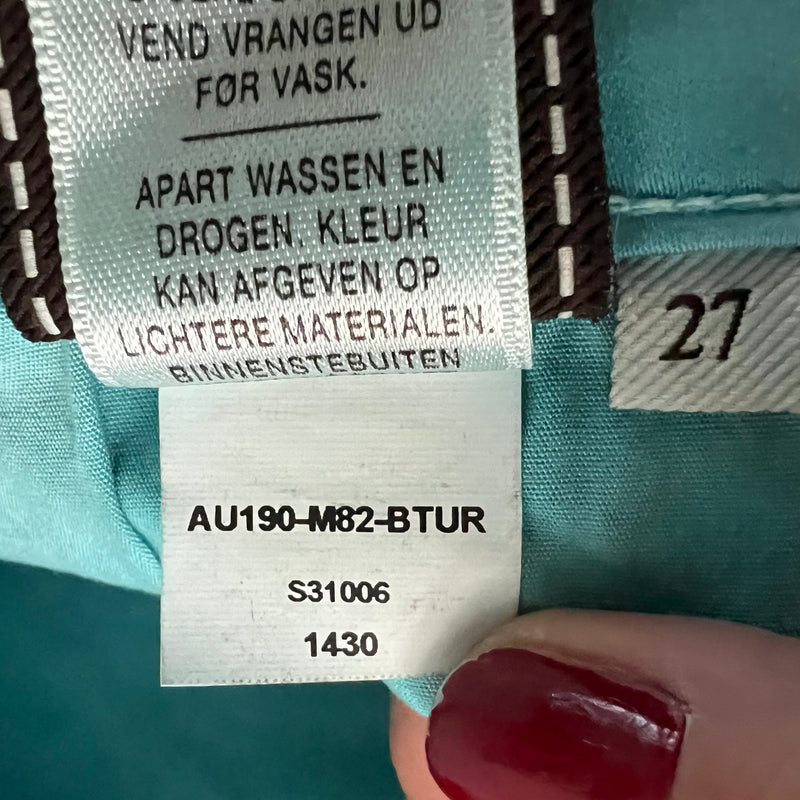 VEND VRANGEN UD
FØR VASK.
APART WASSEN EN
DROGEN. KLEUR
KAN AFGEVEN OP
LICHTERE MATERIALEN.
BINNENSTEBUITEN
27
AU190-M82-BTUR
S31006
1430